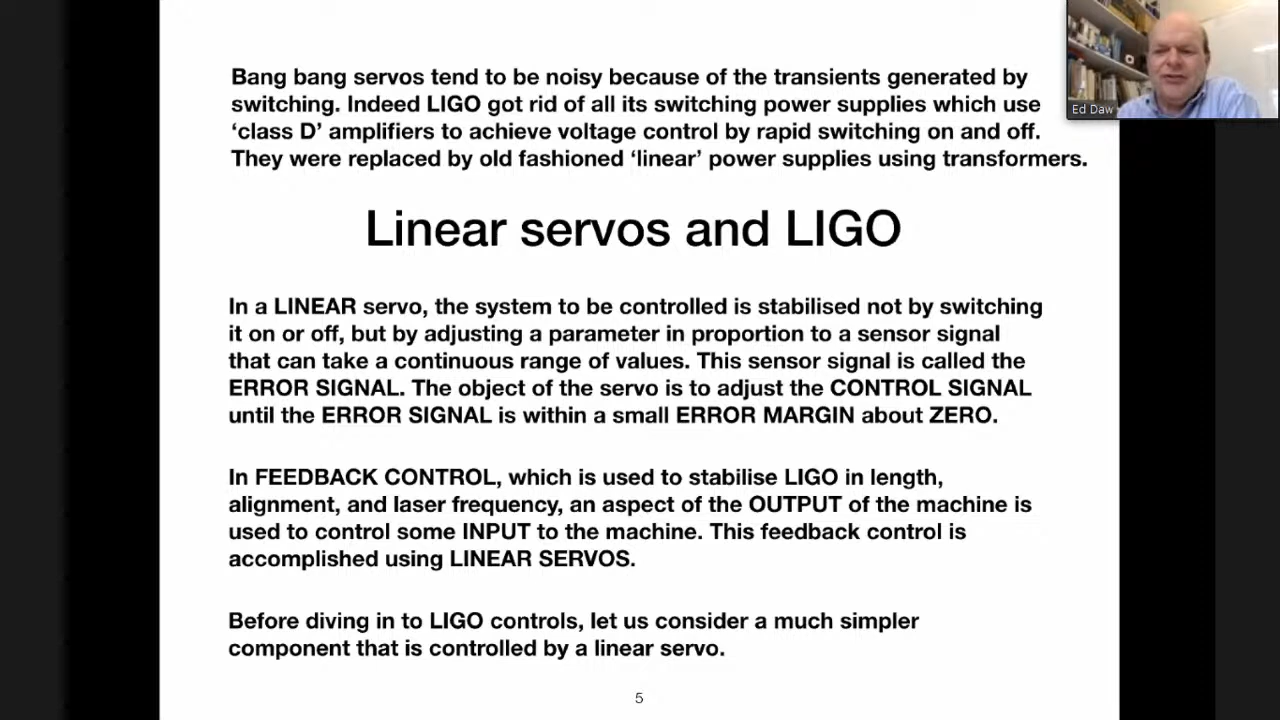 Bang bang servos tend to be noisy because of the transients generated by
switching. Indeed LIGO got rid of all its switching power supplies which use
‘class D’ amplifiers to achieve voltage control by rapid switching on and off.
They were replaced by old fashioned ‘linear’ power supplies using transformers.
Ed Daw
Linear servos and LIGO
In a LINEAR servo, the system to be controlled is stabilised not by switching
it on or off, but by adjusting a parameter in proportion to a sensor signal
that can take a continuous range of values. This sensor signal is called the
ERROR SIGNAL. The object of the servo is to adjust the CONTROL SIGNAL
until the ERROR SIGNAL is within a small ERROR MARGIN about ZERO.
In FEEDBACK CONTROL, which is used to stabilise LIGO in length,
alignment, and laser frequency, an aspect of the OUTPUT of the machine is
used to control some INPUT to the machine. This feedback control is
accomplished using LINEAR SERVOS.
Before diving in to LIGO controls, let us consider a much simpler
component that is controlled by a linear servo.
5